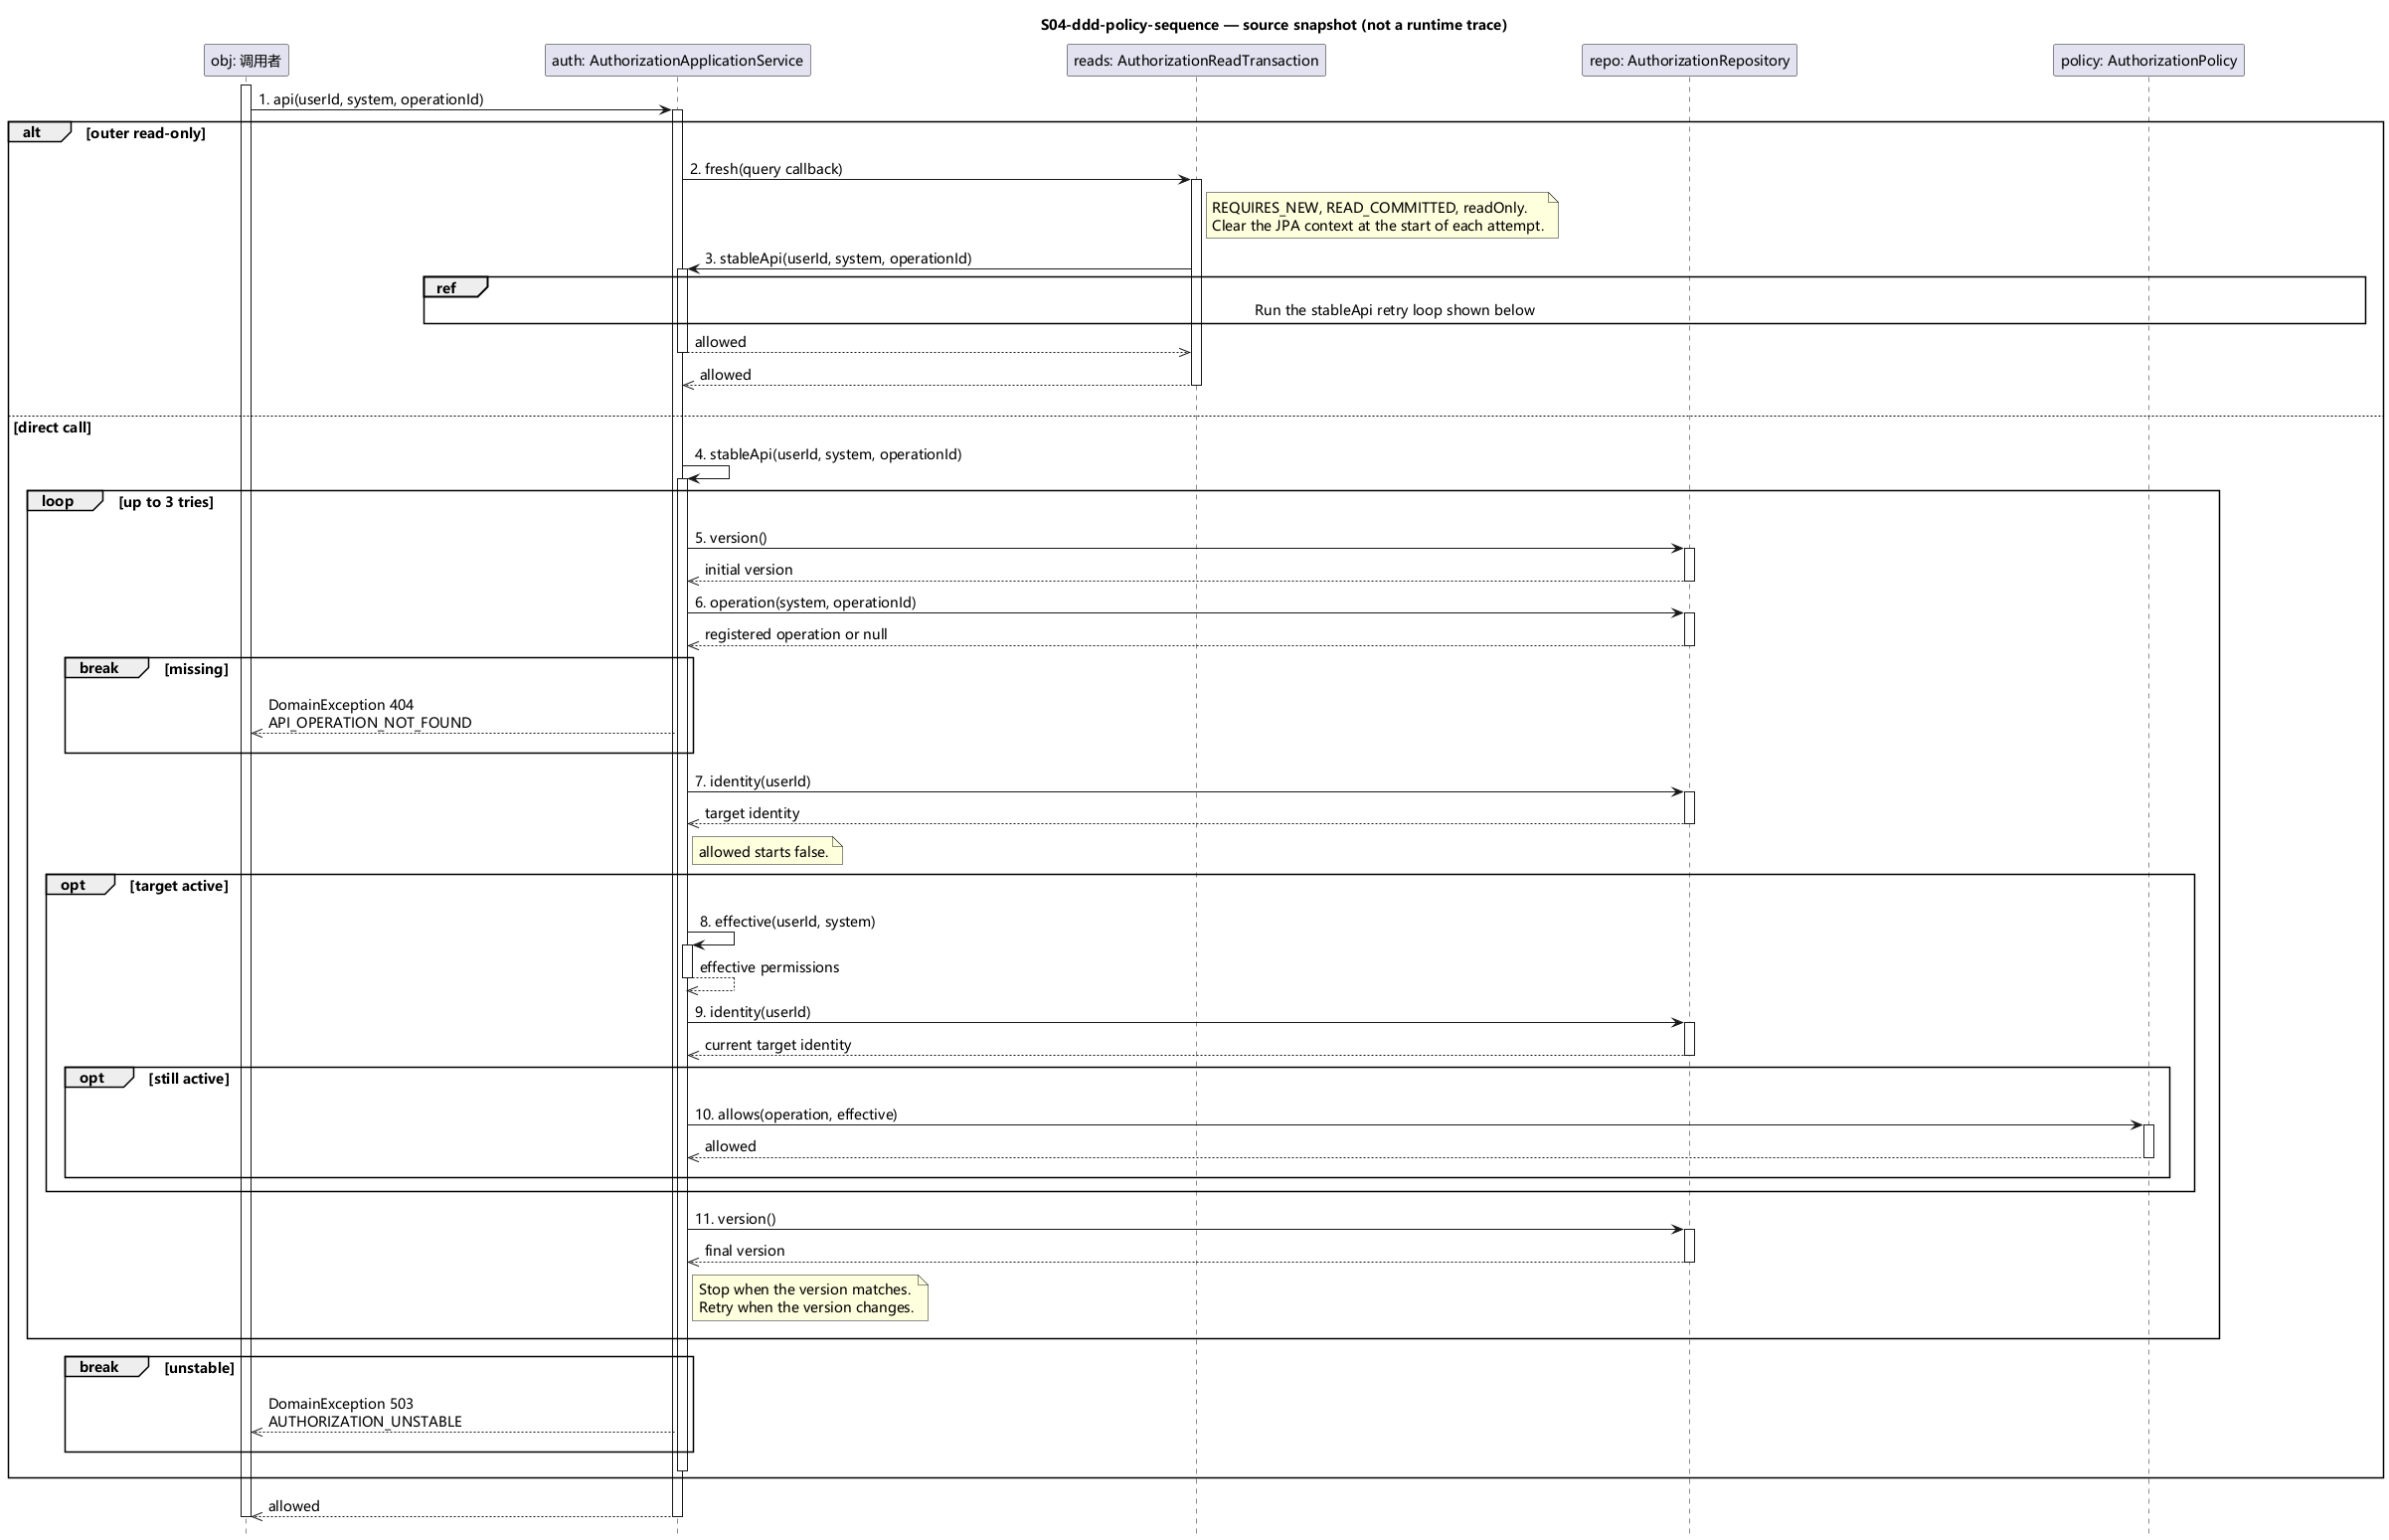 S04-ddd-policy-sequence — source snapshot (not a runtime trace)
obj: 调用者
auth: AuthorizationApplicationService
reads: AuthorizationReadTransaction
repo: AuthorizationRepository
policy: AuthorizationPolicy
1. api(userId, system, operationId)
alt [outer read-only]
2. fresh(query callback)
REQUIRES_NEW, READ_COMMITTED, readOnly.
Clear the JPA context at the start of each attempt.
3. stableApi(userId, system, operationId)
ref
Run the stableApi retry loop shown below
allowed
allowed
[direct call]
4. stableApi(userId, system, operationId)
loop [up to 3 tries]
5. version()
initial version
6. operation(system, operationId)
registered operation or null
break [missing]
DomainException 404
API_OPERATION_NOT_FOUND
7. identity(userId)
target identity
allowed starts false.
opt [target active]
8. effective(userId, system)
effective permissions
9. identity(userId)
current target identity
opt [still active]
10. allows(operation, effective)
allowed
11. version()
final version
Stop when the version matches.
Retry when the version changes.
break [unstable]
DomainException 503
AUTHORIZATION_UNSTABLE
allowed